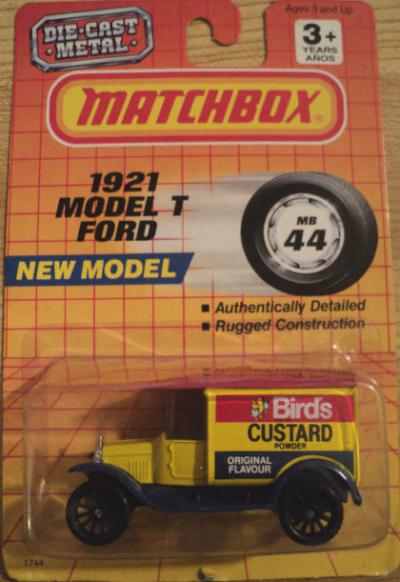 DIE-CAST
METAL
Ages 3 and Up
3+
YEARS
AÑOS
MATCHBOX®
1921
MODEL T
FORD
MB
44
NEW MODEL
■ Authentically Detailed
■ Rugged Construction
Bird's
CUSTARD
POWDER
ORIGINAL
FLAVOUR
1744